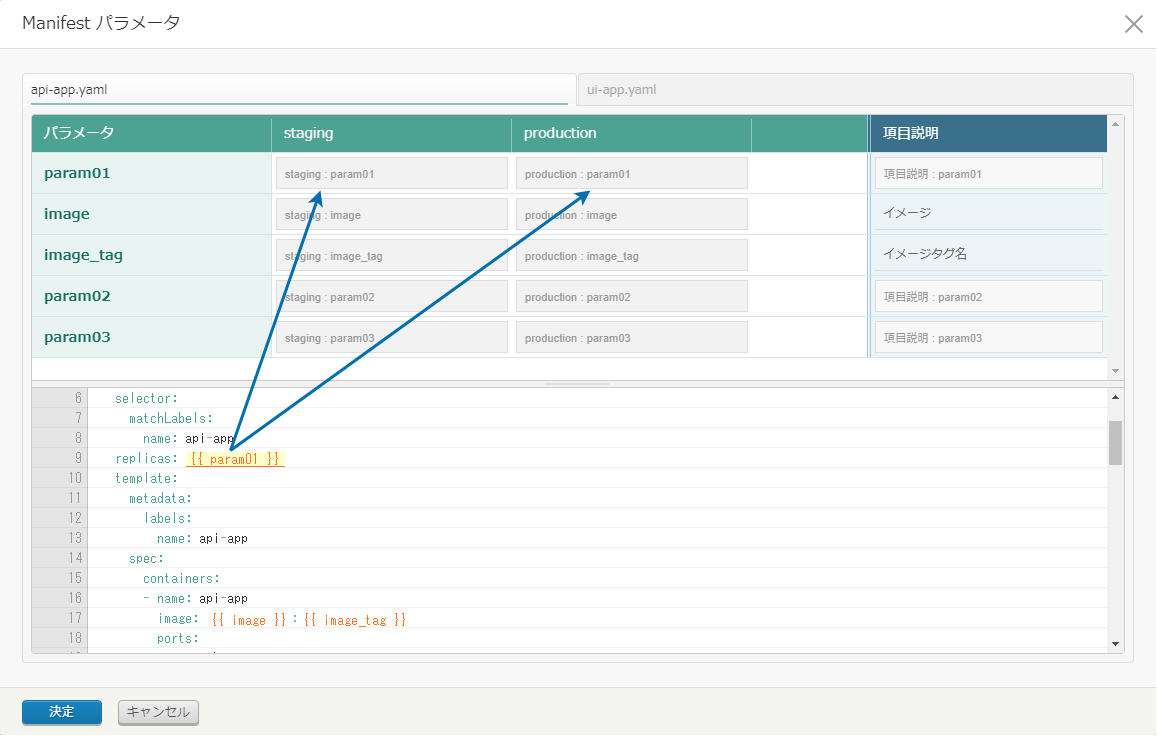 Manifest パラメータ
api-app.yaml ui-app.yaml
パラメータ staging production 項目説明
param01 staging : param01 production : param01 項目説明 : param01
image staging : image production : image イメージ
image_tag staging : image_tag production : image_tag イメージタグ名
param02 staging : param02 production : param02 項目説明 : param02
param03 staging : param03 production : param03 項目説明 : param03
6 selector:
7 matchLabels:
8 name: api-app
9 replicas: {{ param01 }}
10 template:
11 metadata:
12 labels:
13 name: api-app
14 spec:
15 containers:
16 - name: api-app
17 image: {{ image }}:{{ image_tag }}
18 ports:
決定 キャンセル